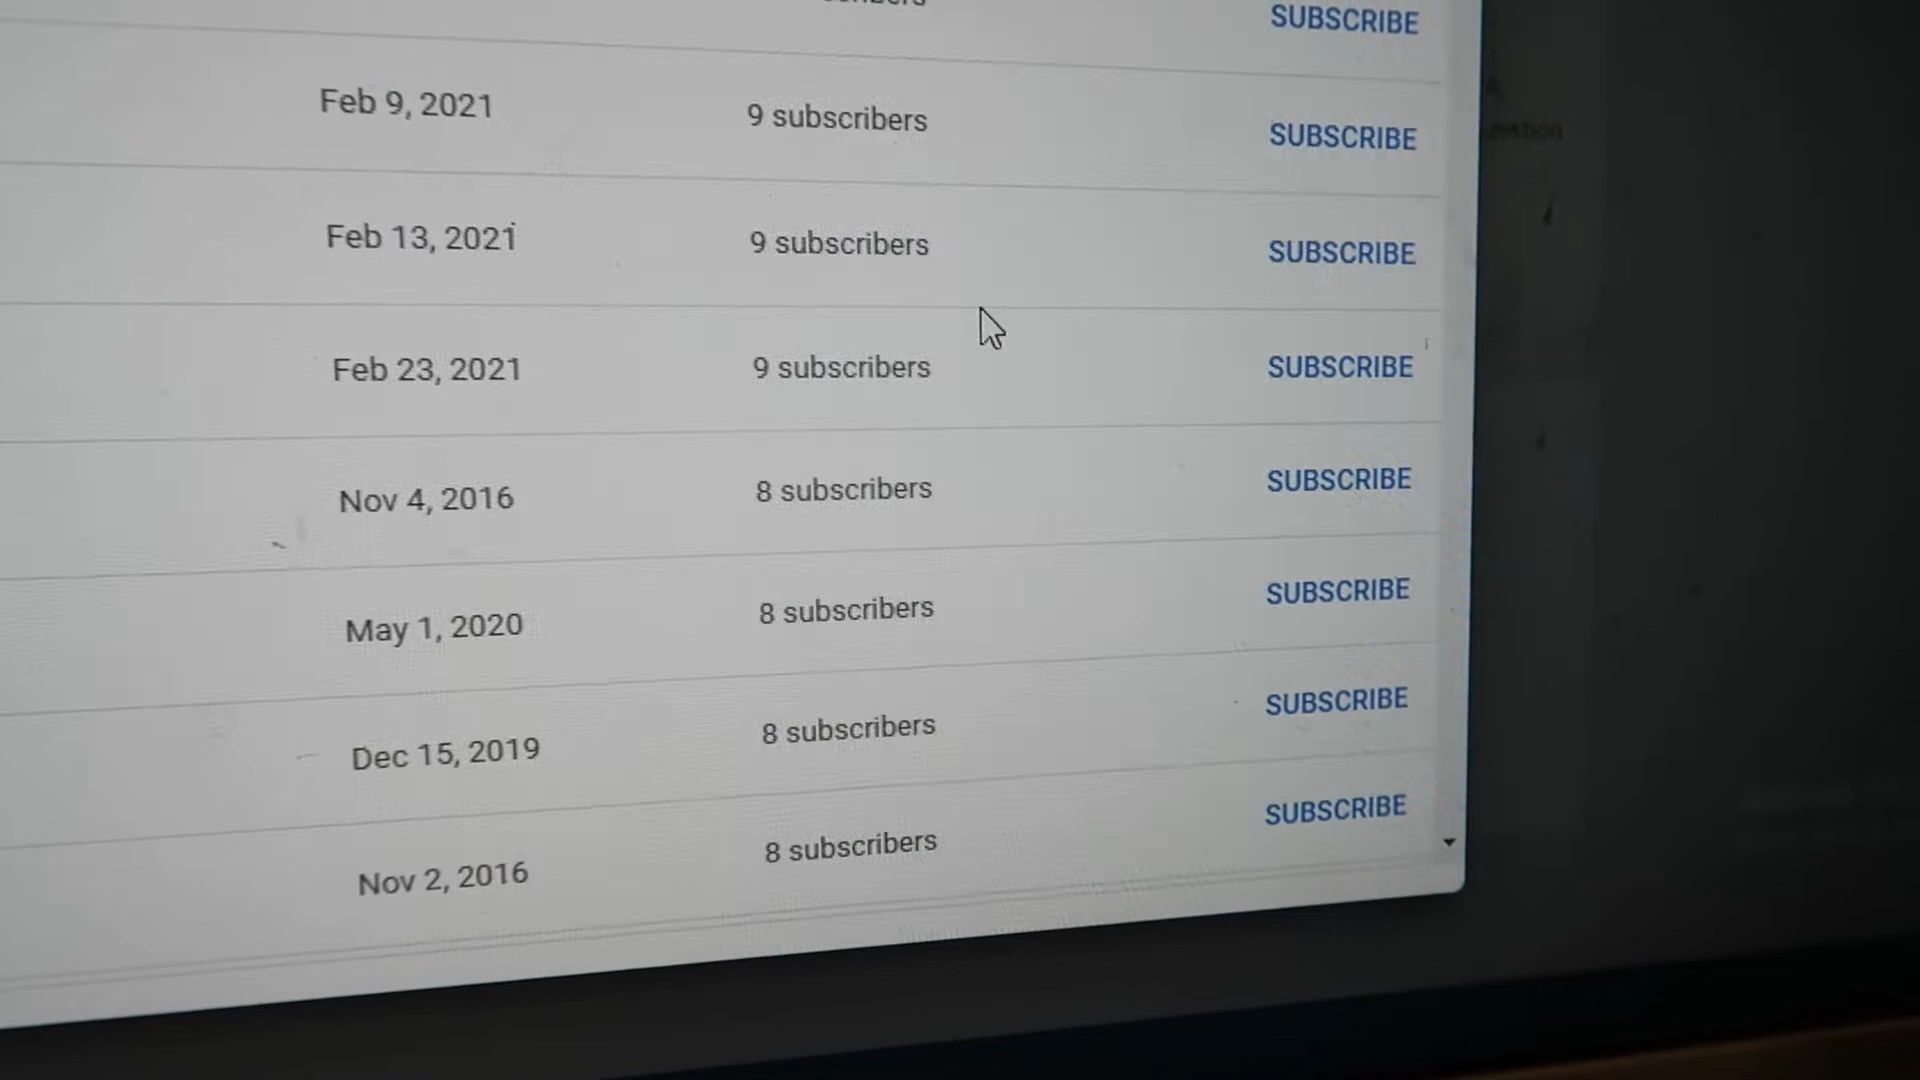 SUBSCRIBE
Feb 9, 2021 9 subscribers SUBSCRIBE
Feb 13, 2021 9 subscribers SUBSCRIBE
Feb 23, 2021 9 subscribers SUBSCRIBE
Nov 4, 2016 8 subscribers SUBSCRIBE
May 1, 2020 8 subscribers SUBSCRIBE
Dec 15, 2019 8 subscribers SUBSCRIBE
Nov 2, 2016 8 subscribers SUBSCRIBE